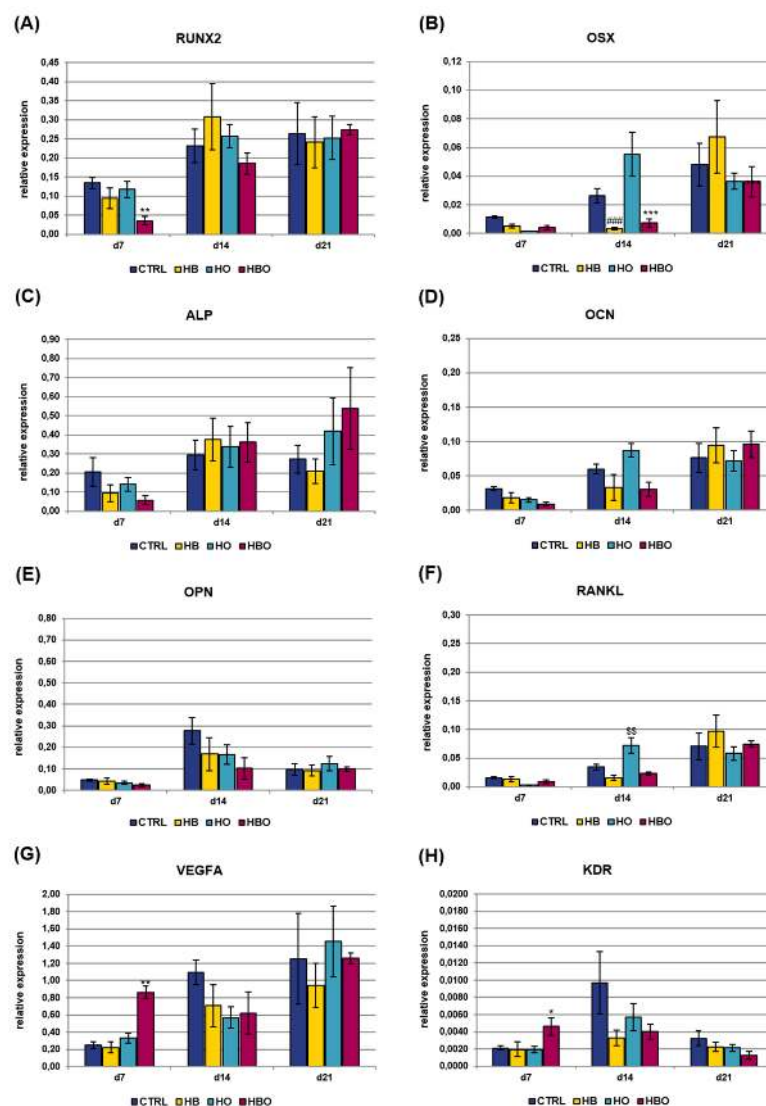 (A)
RUNX2
relative expression
0,45
0,40
0,35
0,30
0,25
0,20
0,15
0,10
0,05
0,00
**
d7 d14 d21
CTRL HB HO HBO
(B)
OSX
relative expression
0,12
0,10
0,08
0,06
0,04
0,02
0,00
###
***
d7 d14 d21
CTRL HB HO HBO
(C)
ALP
relative expression
0,90
0,80
0,70
0,60
0,50
0,40
0,30
0,20
0,10
0,00
d7 d14 d21
CTRL HB HO HBO
(D)
OCN
relative expression
0,25
0,20
0,15
0,10
0,05
0,00
d7 d14 d21
CTRL HB HO HBO
(E)
OPN
relative expression
0,80
0,70
0,60
0,50
0,40
0,30
0,20
0,10
0,00
d7 d14 d21
CTRL HB HO HBO
(F)
RANKL
relative expression
0,30
0,25
0,20
0,15
0,10
0,05
0,00
$$
d7 d14 d21
CTRL HB HO HBO
(G)
VEGFA
relative expression
2,00
1,80
1,60
1,40
1,20
1,00
0,80
0,60
0,40
0,20
0,00
**
d7 d14 d21
CTRL HB HO HBO
(H)
KDR
relative expression
0,0200
0,0180
0,0160
0,0140
0,0120
0,0100
0,0080
0,0060
0,0040
0,0020
0,0000
*
d7 d14 d21
CTRL HB HO HBO